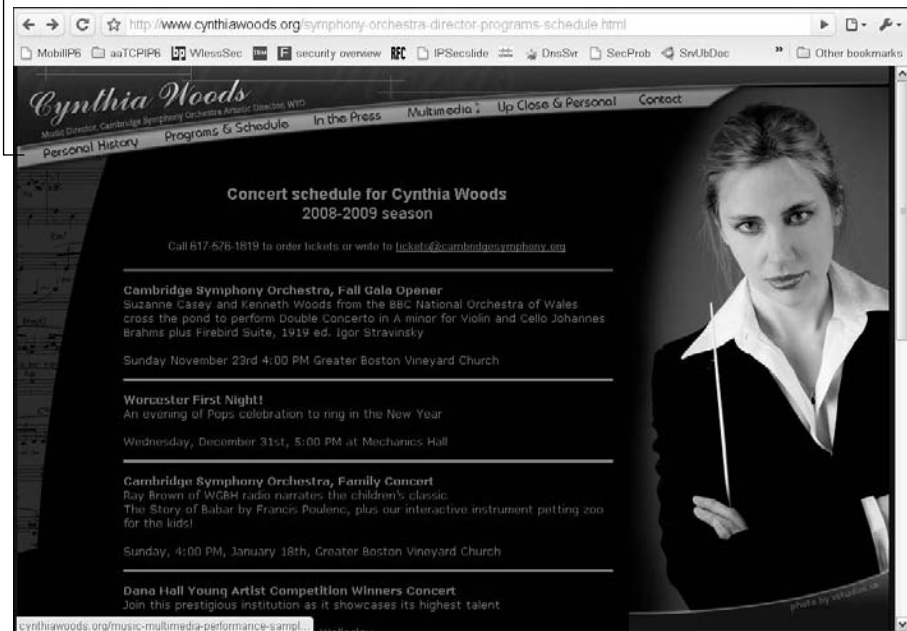 http://www.cynthiawoods.org/symphony-orchestra-director-programs-schedule.html
MobilIP6 aaTCPIP6 WlessSec security overview RFC IPSecslide DnsSvr SecProb SrvUbDoc » Other bookmarks
Cynthia Woods
Music Director, Cambridge Symphony Orchestra Artistic Director, WYO
Personal History Programs & Schedule In the Press Multimedia Up Close & Personal Contact
Concert schedule for Cynthia Woods
2008-2009 season
Call 617-576-1819 to order tickets or write to tickets@cambridgesymphony.org
Cambridge Symphony Orchestra, Fall Gala Opener
Suzanne Casey and Kenneth Woods from the BBC National Orchestra of Wales
cross the pond to perform Double Concerto in A minor for Violin and Cello Johannes
Brahms plus Firebird Suite, 1919 ed. Igor Stravinsky
Sunday November 23rd 4:00 PM Greater Boston Vineyard Church
Worcester First Night!
An evening of Pops celebration to ring in the New Year
Wednesday, December 31st, 5:00 PM at Mechanics Hall
Cambridge Symphony Orchestra, Family Concert
Ray Brown of WGBH radio narrates the children's classic
The Story of Babar by Francis Poulenc, plus our interactive instrument petting zoo
for the kids!
Sunday, 4:00 PM, January 18th, Greater Boston Vineyard Church
Dana Hall Young Artist Competition Winners Concert
Join this prestigious institution as it showcases its highest talent
photo by vstudios.ca
cynthiawoods.org/music-multimedia-performance-sampl...